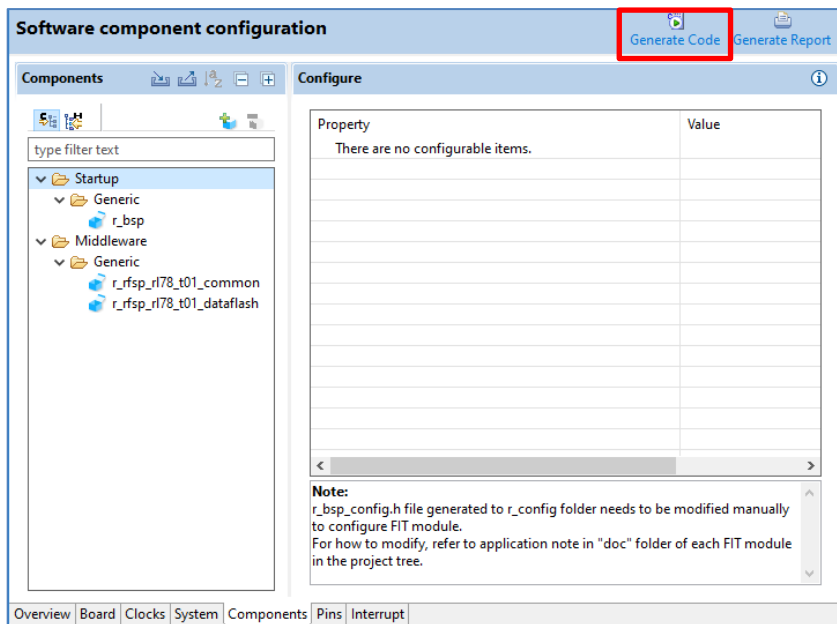 Software component configuration
Generate Code
Generate Report
Components
Configure
type filter text
Startup
Generic
r_bsp
Middleware
Generic
r_rfsp_rl78_t01_common
r_rfsp_rl78_t01_dataflash
Property Value
There are no configurable items.
Note:
r_bsp_config.h file generated to r_config folder needs to be modified manually
to configure FIT module.
For how to modify, refer to application note in "doc" folder of each FIT module
in the project tree.
Overview Board Clocks System Components Pins Interrupt